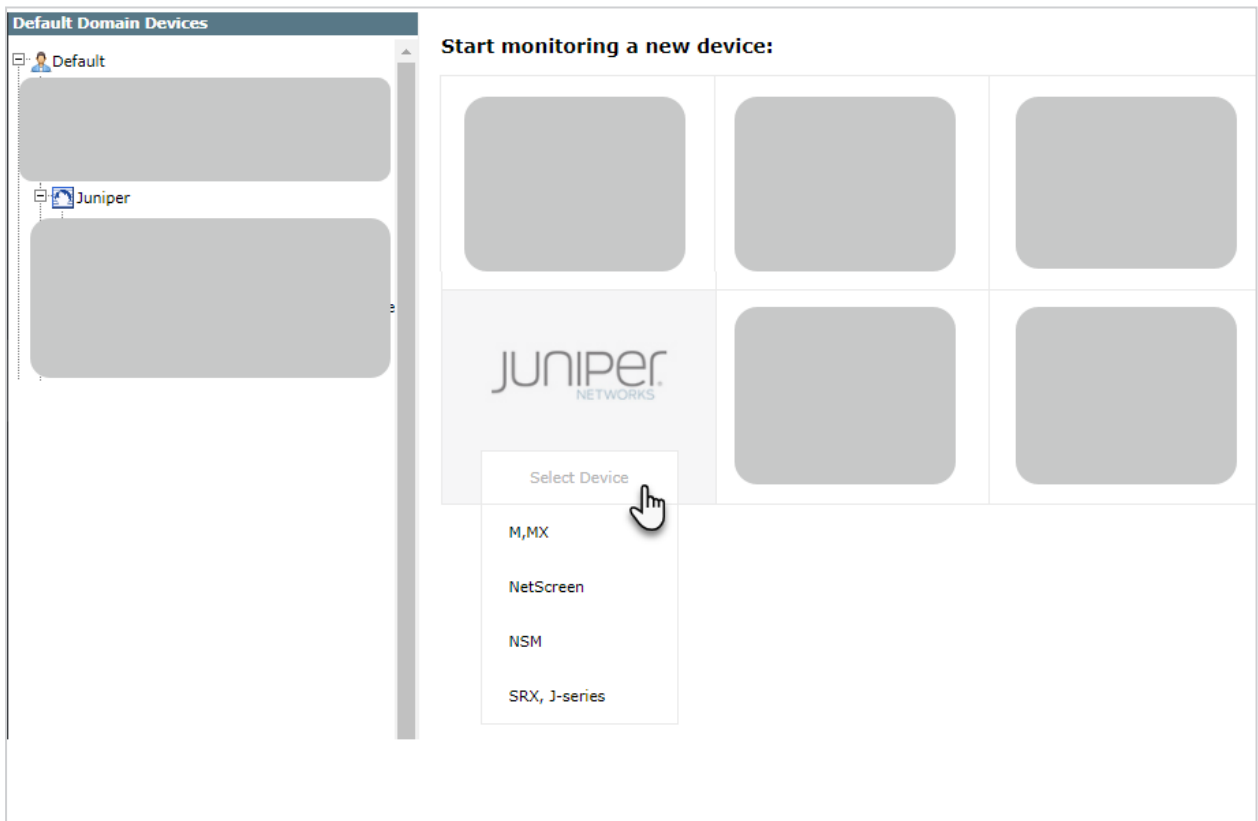 Default Domain Devices
Default
Juniper
e
Start monitoring a new device:
JUNIPER
NETWORKS
Select Device
M,MX
NetScreen
NSM
SRX, J-series